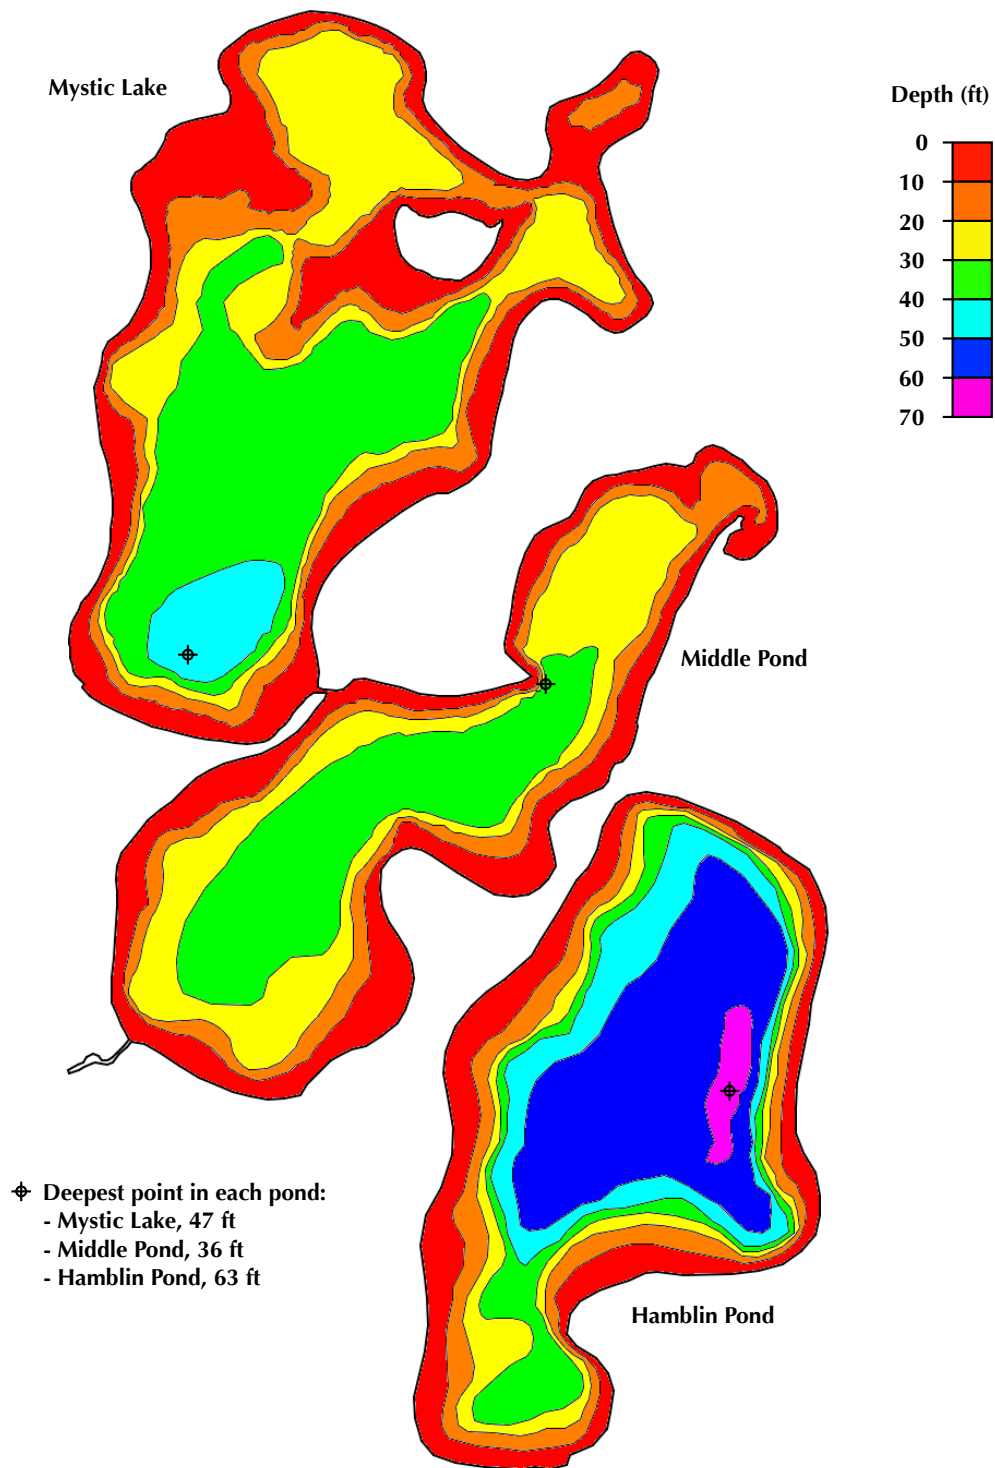 Mystic Lake
Depth (ft)
0
10
20
30
40
50
60
70
Middle Pond
Deepest point in each pond:
- Mystic Lake, 47 ft
- Middle Pond, 36 ft
- Hamblin Pond, 63 ft
Hamblin Pond